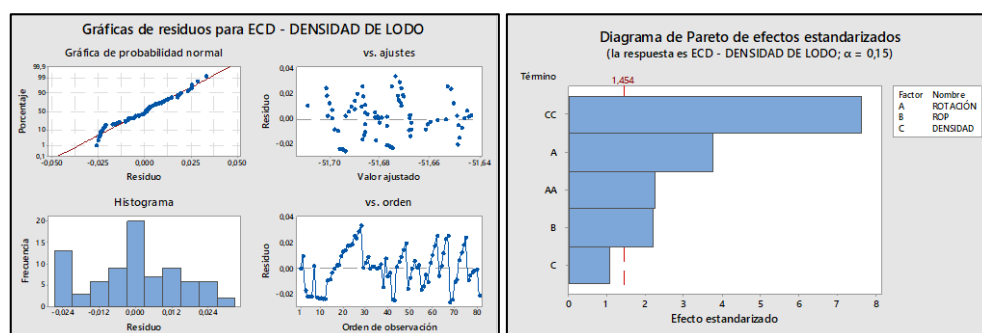 Gráficas de residuos para ECD - DENSIDAD DE LODO
Gráfica de probabilidad normal
99,9
99
90
50
10
1
0,1
Porcentaje
-0,050
-0,025
0,000
0,025
0,050
Residuo
vs. ajustes
0,04
0,02
0,00
-0,02
Residuo
-51,70
-51,68
-51,66
-51,64
Valor ajustado
Histograma
20
15
10
5
0
Frecuencia
-0,024
-0,012
0,000
0,012
0,024
Residuo
vs. orden
0,04
0,02
0,00
-0,02
Residuo
1
10
20
30
40
50
60
70
80
Orden de observación
Diagrama de Pareto de efectos estandarizados
(la respuesta es ECD - DENSIDAD DE LODO; α = 0,15)
Término
1,454
CC
A
AA
B
C
0
1
2
3
4
5
6
7
8
Efecto estandarizado
Factor Nombre
A ROTACIÓN
B ROP
C DENSIDAD